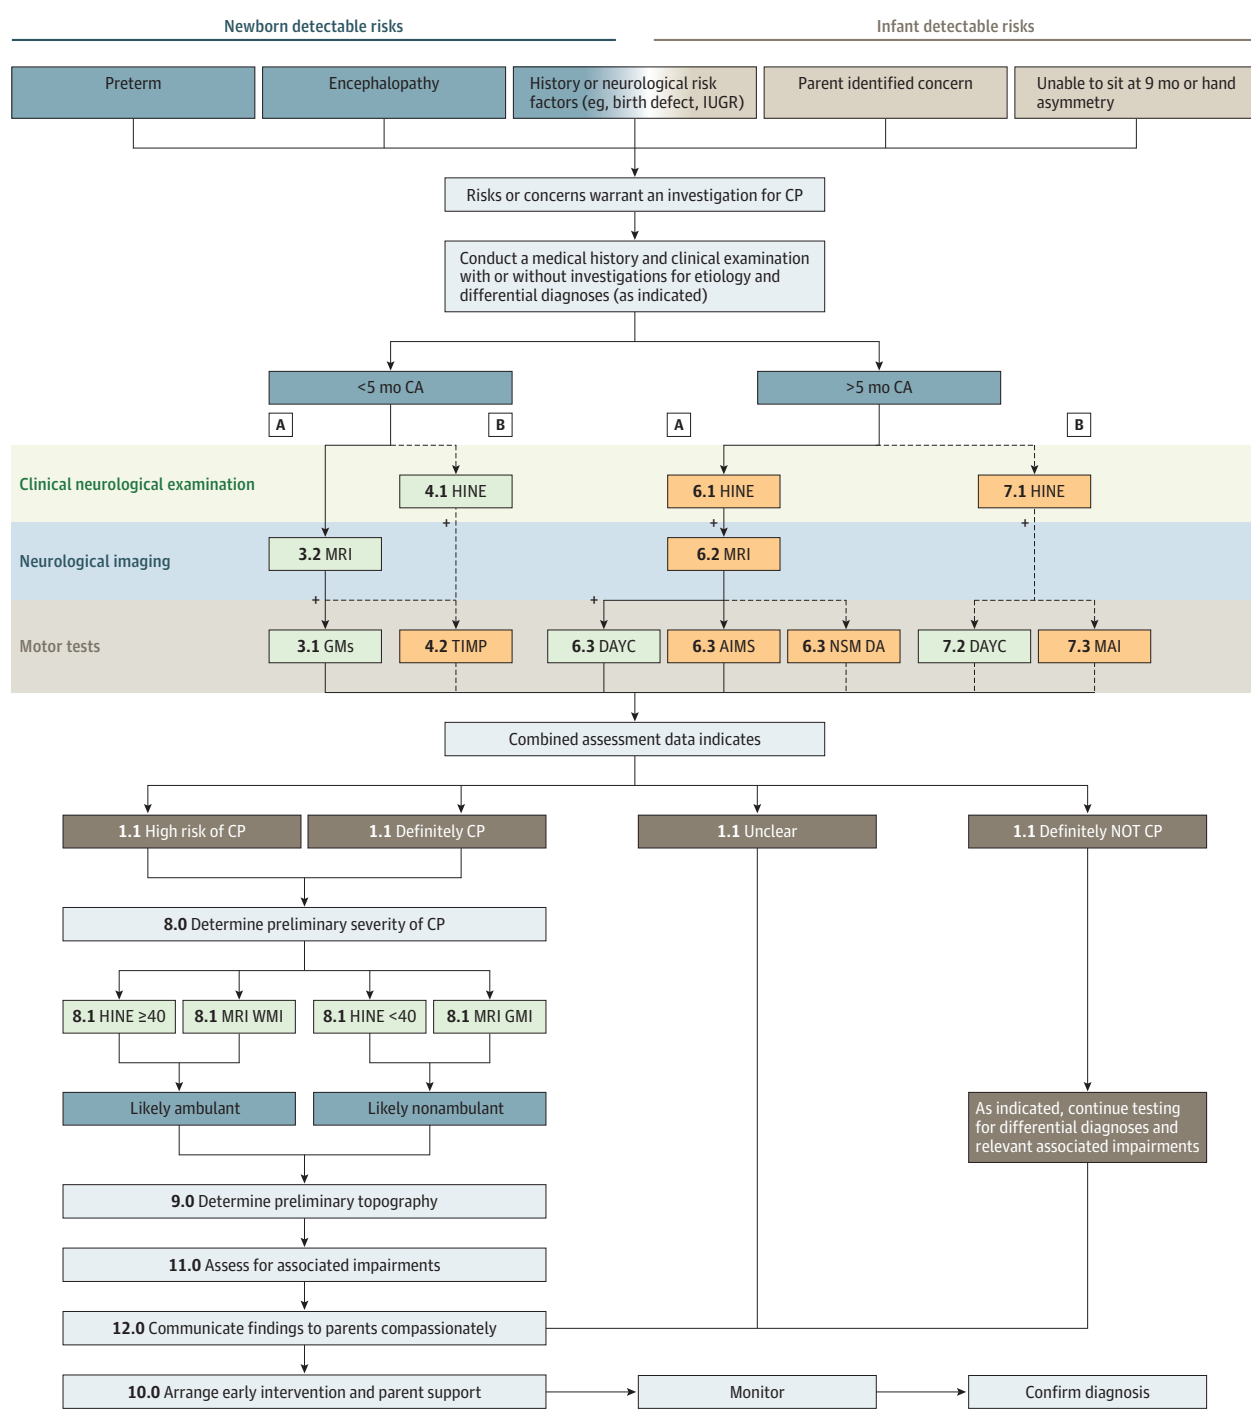 Newborn detectable risks
Infant detectable risks
Preterm
Encephalopathy
History or neurological risk
factors (eg, birth defect, IUGR)
Parent identified concern
Unable to sit at 9 mo or hand
asymmetry
Risks or concerns warrant an investigation for CP
Conduct a medical history and clinical examination
with or without investigations for etiology and
differential diagnoses (as indicated)
<5 mo CA
>5 mo CA
A
B
A
B
Clinical neurological examination
4.1 HINE
6.1 HINE
7.1 HINE
+
+
+
Neurological imaging
3.2 MRI
6.2 MRI
+
+
Motor tests
3.1 GMs
4.2 TIMP
6.3 DAYC
6.3 AIMS
6.3 NSM DA
7.2 DAYC
7.3 MAI
Combined assessment data indicates
1.1 High risk of CP
1.1 Definitely CP
1.1 Unclear
1.1 Definitely NOT CP
8.0 Determine preliminary severity of CP
8.1 HINE ≥40
8.1 MRI WMI
8.1 HINE <40
8.1 MRI GMI
Likely ambulant
Likely nonambulant
As indicated, continue testing
for differential diagnoses and
relevant associated impairments
9.0 Determine preliminary topography
11.0 Assess for associated impairments
12.0 Communicate findings to parents compassionately
10.0 Arrange early intervention and parent support
Monitor
Confirm diagnosis